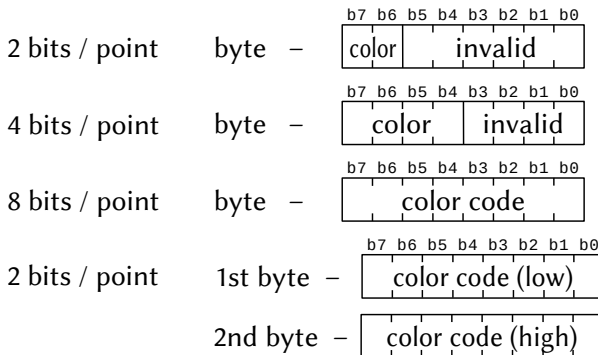 b7 b6 b5 b4 b3 b2 b1 b0
2 bits / point byte – color invalid
b7 b6 b5 b4 b3 b2 b1 b0
4 bits / point byte – color invalid
b7 b6 b5 b4 b3 b2 b1 b0
8 bits / point byte – color code
b7 b6 b5 b4 b3 b2 b1 b0
2 bits / point 1st byte – color code (low)
2nd byte – color code (high)